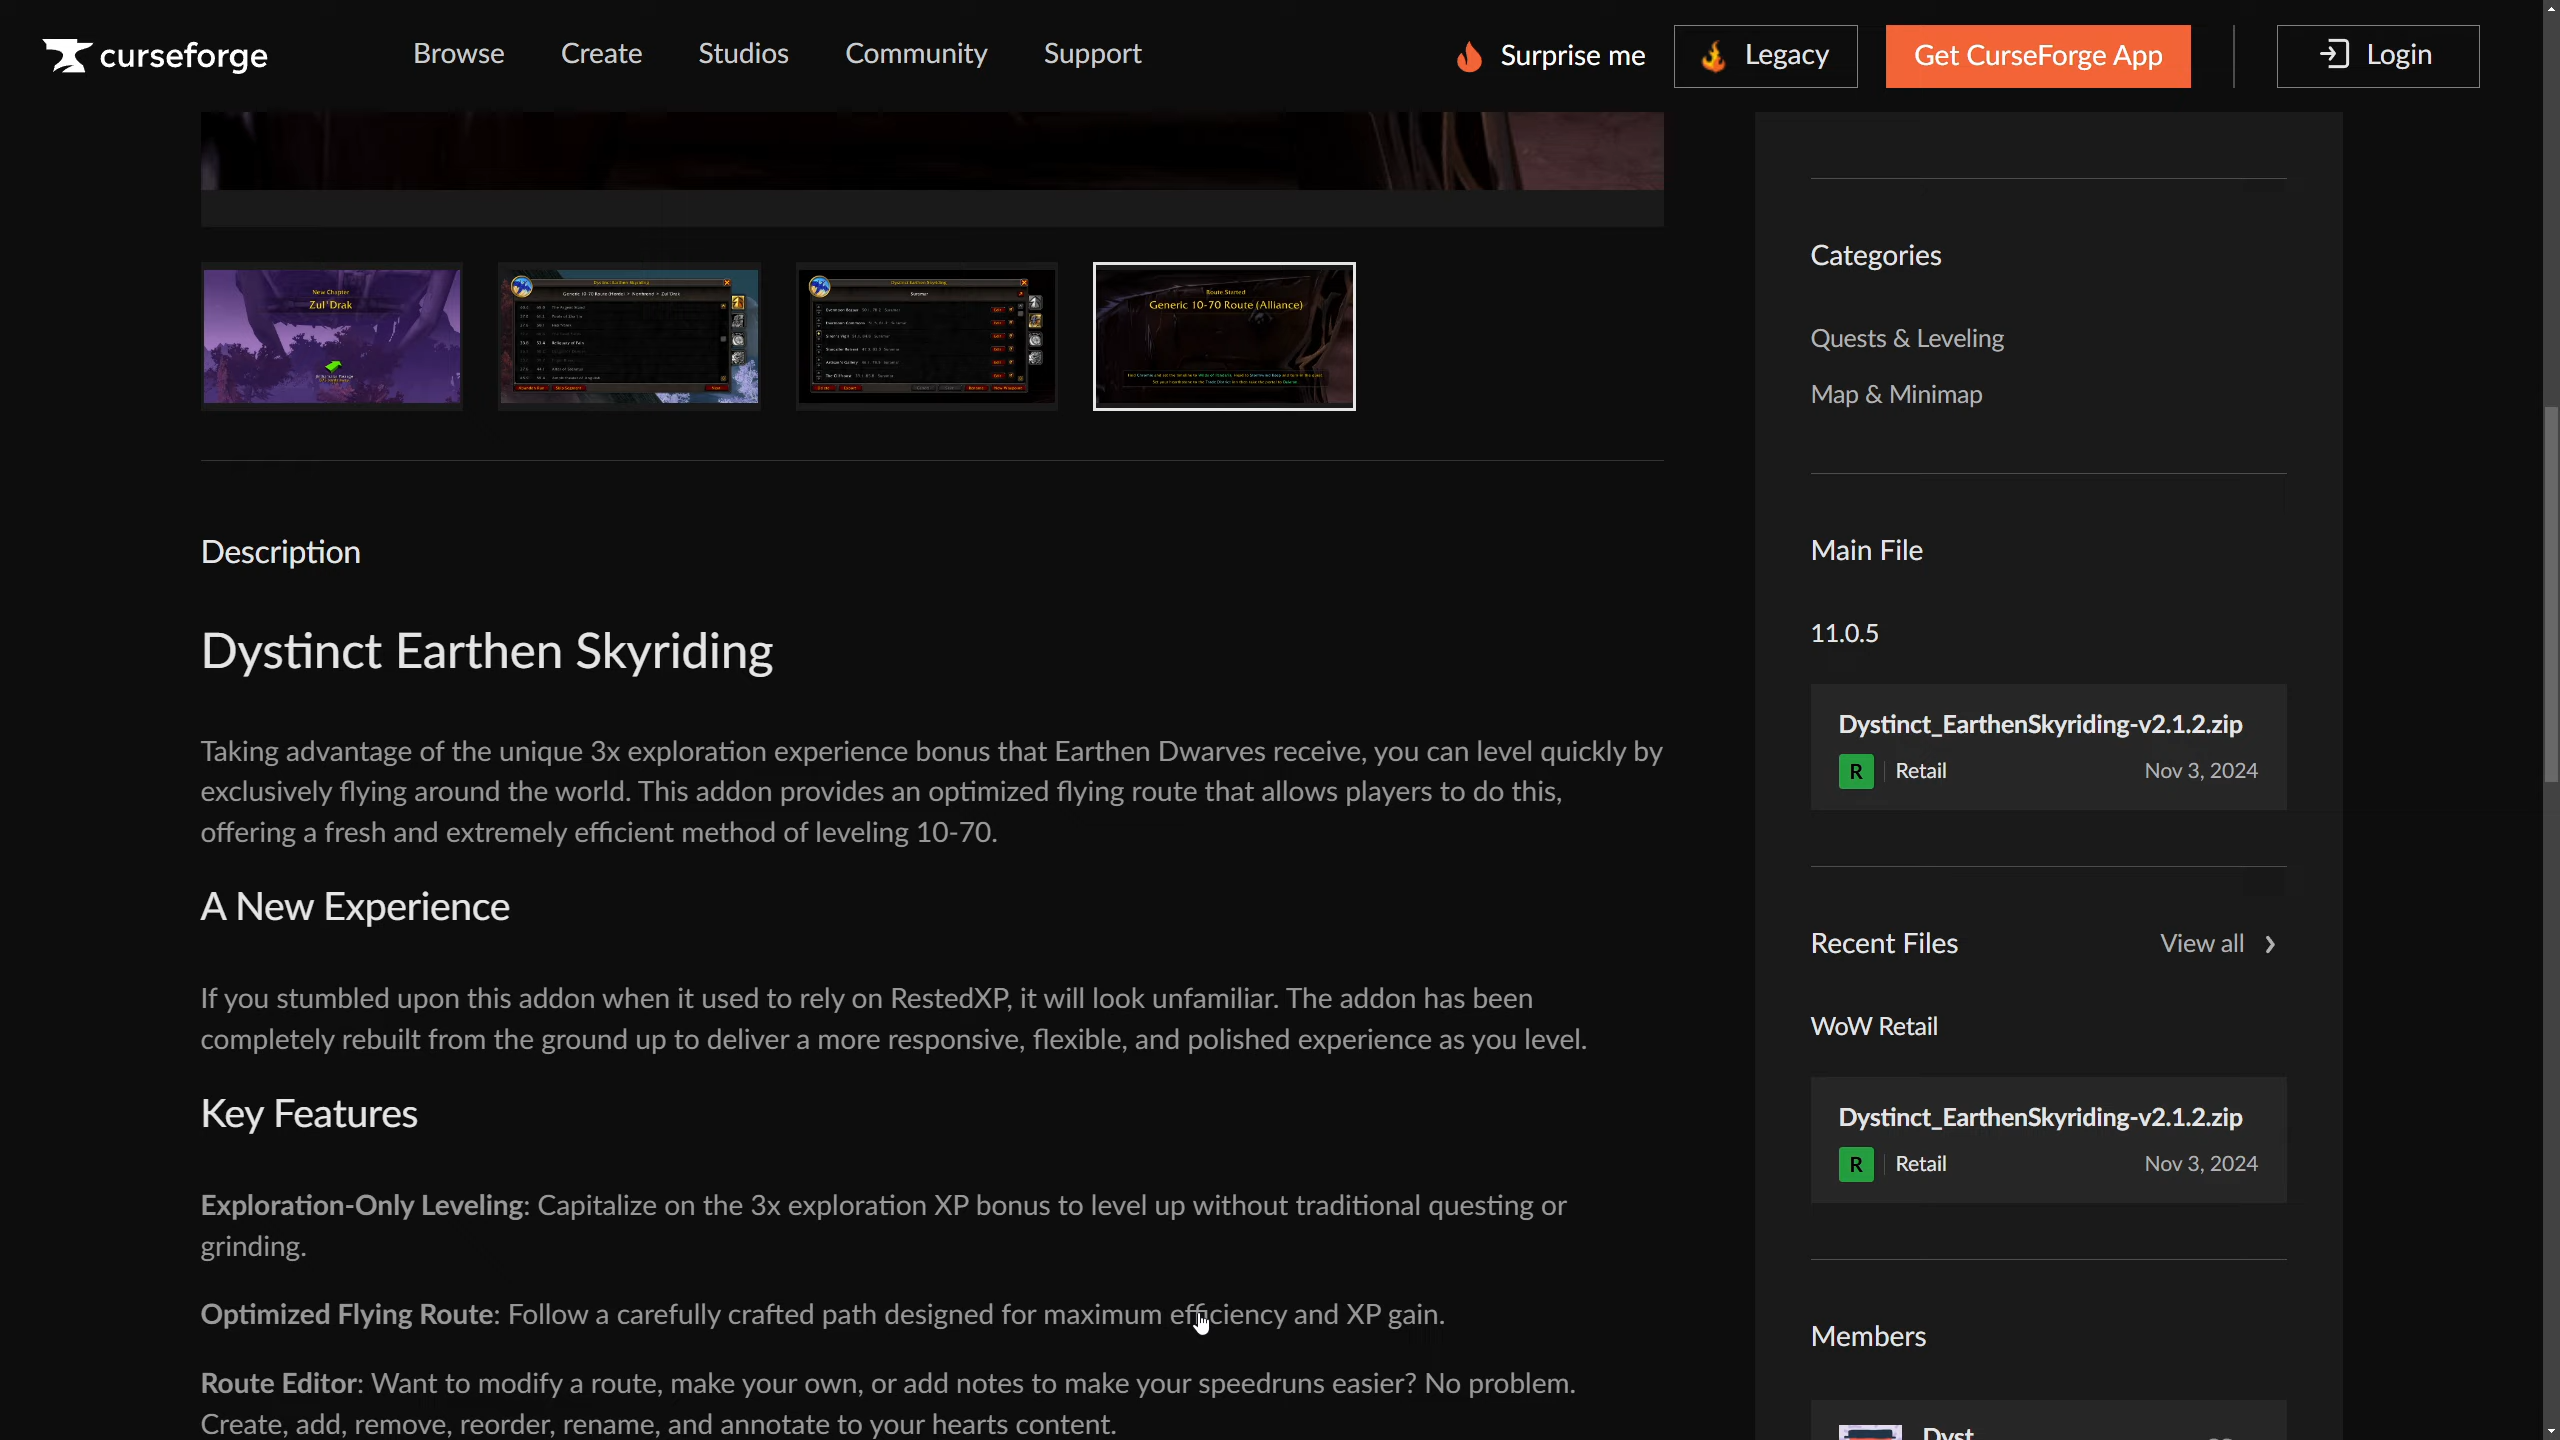 curseforge
Browse
Create
Studios
Community
Support
Surprise me
Legacy
Get CurseForge App
Login
New Chapter
Zul'Drak
Route Started
Generic 10-70 Route (Alliance)
Description
Dystinct Earthen Skyriding
Taking advantage of the unique 3x exploration experience bonus that Earthen Dwarves receive, you can level quickly by
exclusively flying around the world. This addon provides an optimized flying route that allows players to do this,
offering a fresh and extremely efficient method of leveling 10-70.
A New Experience
If you stumbled upon this addon when it used to rely on RestedXP, it will look unfamiliar. The addon has been
completely rebuilt from the ground up to deliver a more responsive, flexible, and polished experience as you level.
Key Features
Exploration-Only Leveling: Capitalize on the 3x exploration XP bonus to level up without traditional questing or
grinding.
Optimized Flying Route: Follow a carefully crafted path designed for maximum efficiency and XP gain.
Route Editor: Want to modify a route, make your own, or add notes to make your speedruns easier? No problem.
Create, add, remove, reorder, rename, and annotate to your hearts content.
Categories
Quests & Leveling
Map & Minimap
Main File
11.0.5
Dystinct_EarthenSkyriding-v2.1.2.zip
R Retail Nov 3, 2024
Recent Files View all
WoW Retail
Dystinct_EarthenSkyriding-v2.1.2.zip
R Retail Nov 3, 2024
Members
Dyst